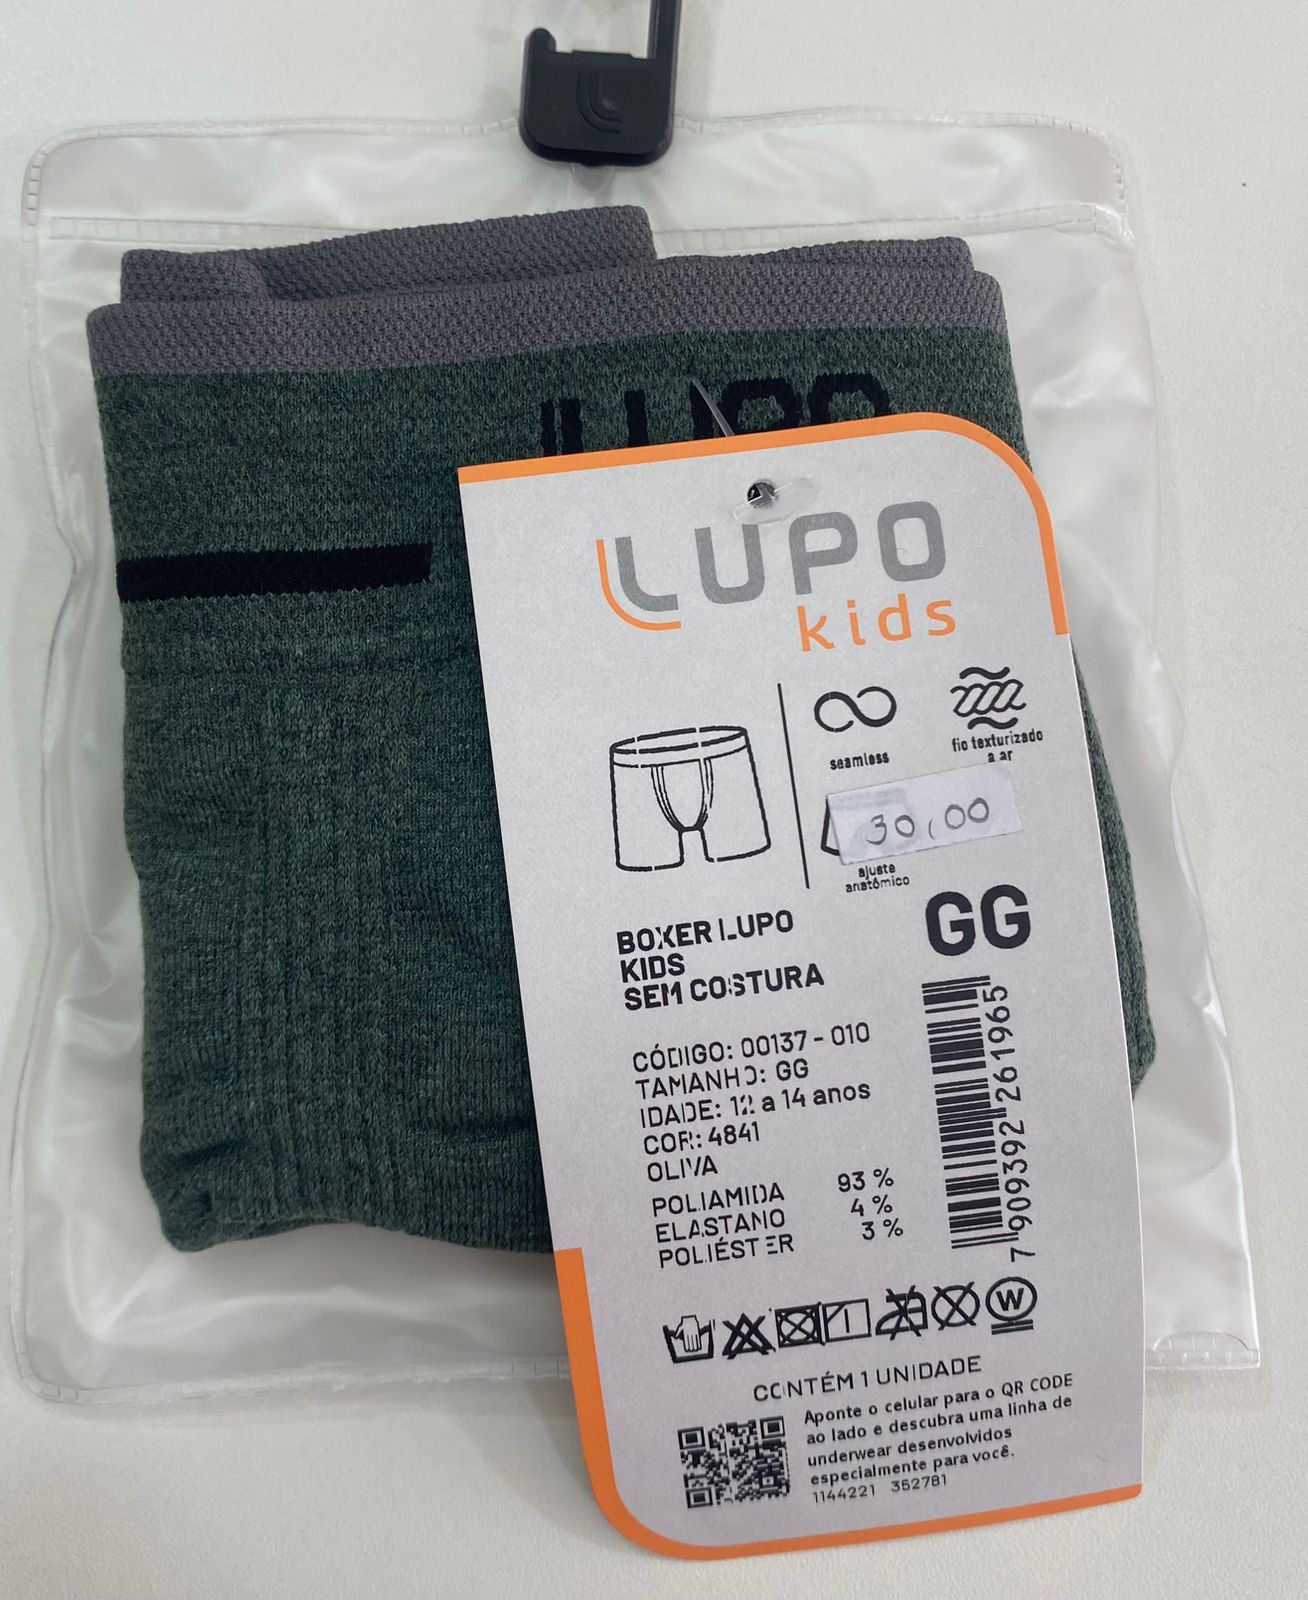 LUPO
LUPO
kids
seamless
fio texturizado
a ar
30,00
ajuste
anatômico
BOXER LUPO
KIDS
SEM COSTURA
GG
CÓDIGO: 00137 - 010
TAMANHO: GG
IDADE: 12 a 14 anos
COR: 4841
OLIVA
POLIAMIDA 93 %
ELASTANO 4 %
POLIÉSTER 3 %
7 909392 261965
W
CONTÉM 1 UNIDADE
Aponte o celular para o QR CODE
ao lado e descubra uma linha de
underwear desenvolvidos
especialmente para você.
1144221 352781